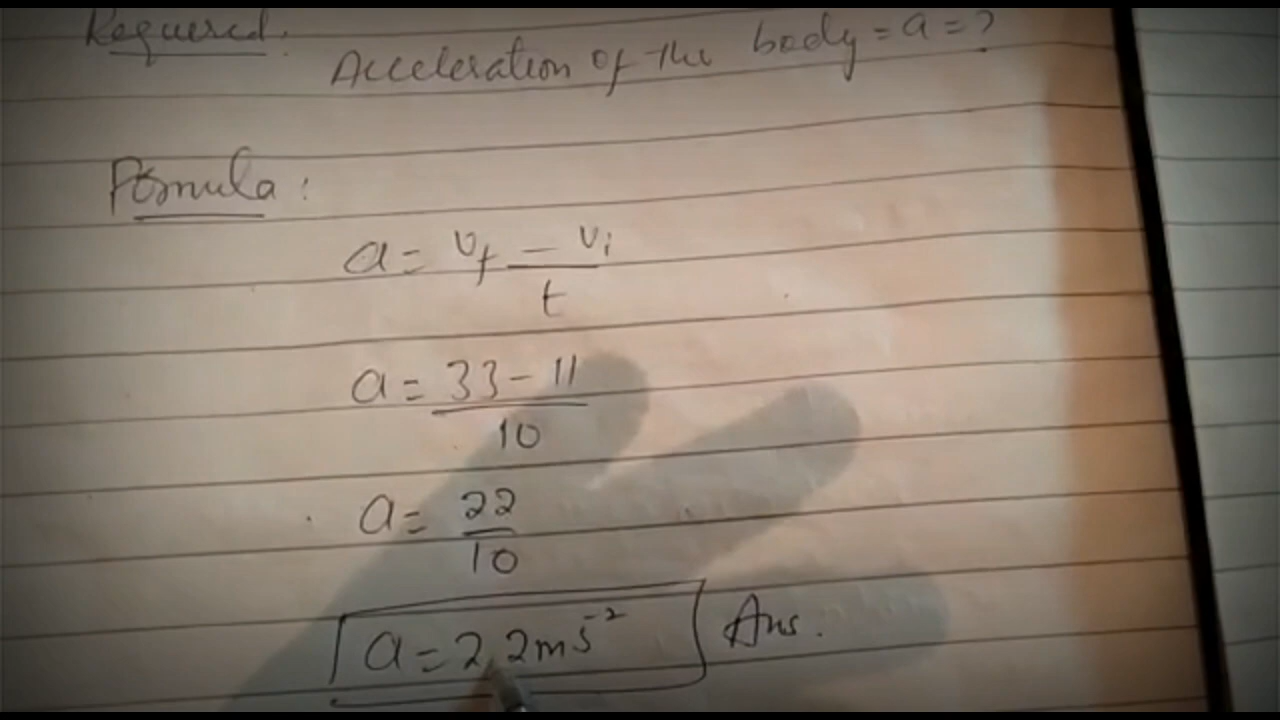 Required:
Acceleration of the body = a = ?
Formula:
a = vf - vi
t
a = 33 - 11
10
a = 22
10
a = 2.2 ms⁻² Ans.